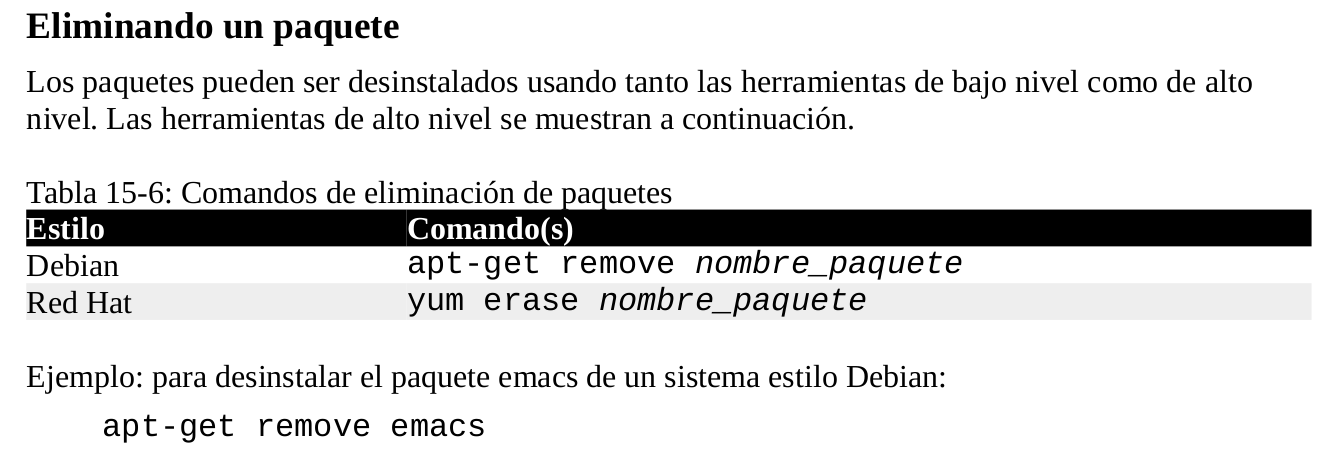 Eliminando un paquete
Los paquetes pueden ser desinstalados usando tanto las herramientas de bajo nivel como de alto
nivel. Las herramientas de alto nivel se muestran a continuación.
Tabla 15-6: Comandos de eliminación de paquetes
Estilo Comando(s)
Debian apt-get remove nombre_paquete
Red Hat yum erase nombre_paquete
Ejemplo: para desinstalar el paquete emacs de un sistema estilo Debian:
apt-get remove emacs